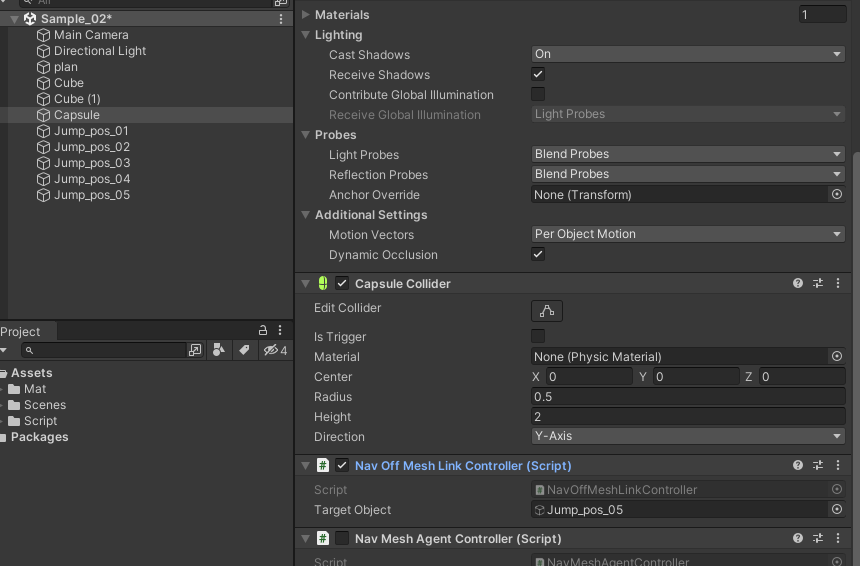 All
Sample_02*
Main Camera
Directional Light
plan
Cube
Cube (1)
Capsule
Jump_pos_01
Jump_pos_02
Jump_pos_03
Jump_pos_04
Jump_pos_05
Project
4
Assets
Mat
Scenes
Script
Packages
Materials 1
Lighting
Cast Shadows On
Receive Shadows
Contribute Global Illumination
Receive Global Illumination Light Probes
Probes
Light Probes Blend Probes
Reflection Probes Blend Probes
Anchor Override None (Transform)
Additional Settings
Motion Vectors Per Object Motion
Dynamic Occlusion
Capsule Collider
Edit Collider
Is Trigger
Material None (Physic Material)
Center X 0 Y 0 Z 0
Radius 0.5
Height 2
Direction Y-Axis
# Nav Off Mesh Link Controller (Script)
Script NavOffMeshLinkController
Target Object Jump_pos_05
# Nav Mesh Agent Controller (Script)
Script NavMeshAgentController